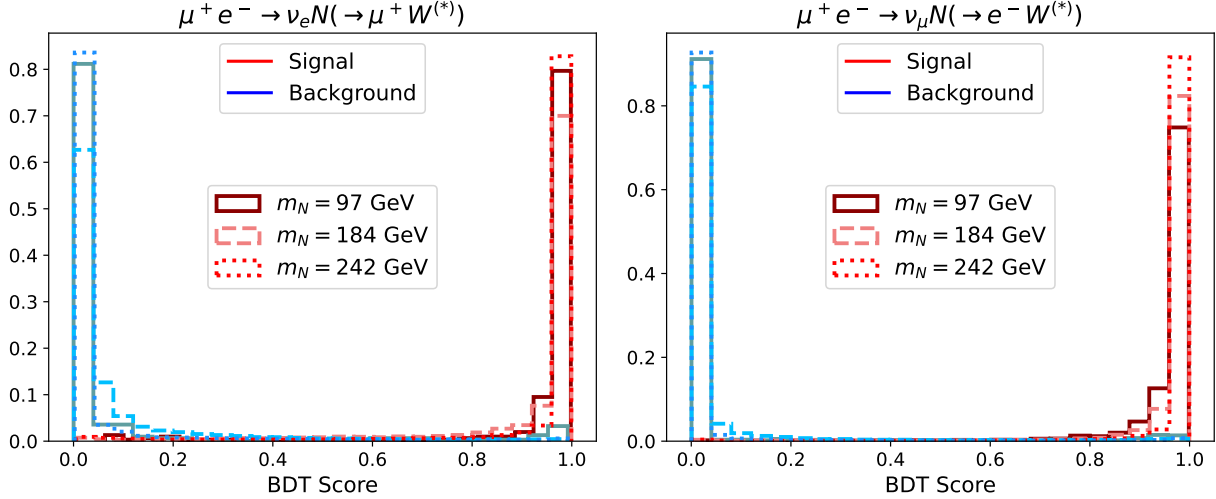 μ⁺e⁻ → νₑN(→ μ⁺W⁽*⁾)
0.8
0.7
0.6
0.5
0.4
0.3
0.2
0.1
0.0
Signal
Background
m_N = 97 GeV
m_N = 184 GeV
m_N = 242 GeV
0.0 0.2 0.4 0.6 0.8 1.0
BDT Score
μ⁺e⁻ → ν_μN(→ e⁻W⁽*⁾)
0.8
0.6
0.4
0.2
0.0
Signal
Background
m_N = 97 GeV
m_N = 184 GeV
m_N = 242 GeV
0.0 0.2 0.4 0.6 0.8 1.0
BDT Score